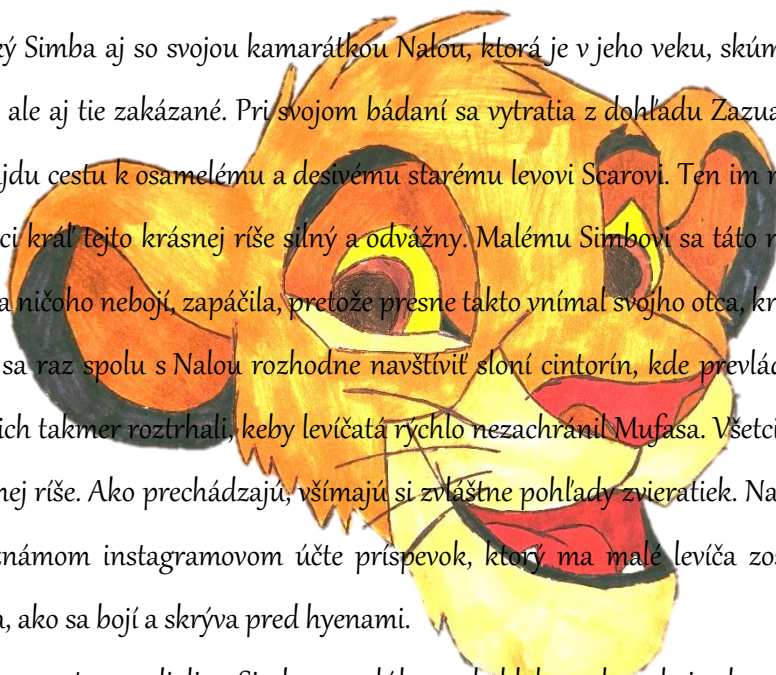 ký Simba aj so svojou kamarátkou Nalou, ktorá je v jeho veku, skúm
ale aj tie zakázané. Pri svojom bádaní sa vytratia z dohľadu Zazua
jdu cestu k osamelému a desivému starému levovi Scarovi. Ten im
ci kráľ tejto krásnej ríše silný a odvážny. Malému Simbovi sa táto
a ničoho nebojí, zapáčila, pretože presne takto vnímal svojho otca, kr
sa raz spolu s Nalou rozhodne navštíviť sloní cintorín, kde prevlád
ich takmer roztrhali, keby levíčatá rýchlo nezachránil Mufasa. Všetci
nej ríše. Ako prechádzajú, všímajú si zvláštne pohľady zvieratiek. Na
známom instagramovom účte príspevok, ktorý ma malé levíča zo
a, ako sa bojí a skrýva pred hyenami.